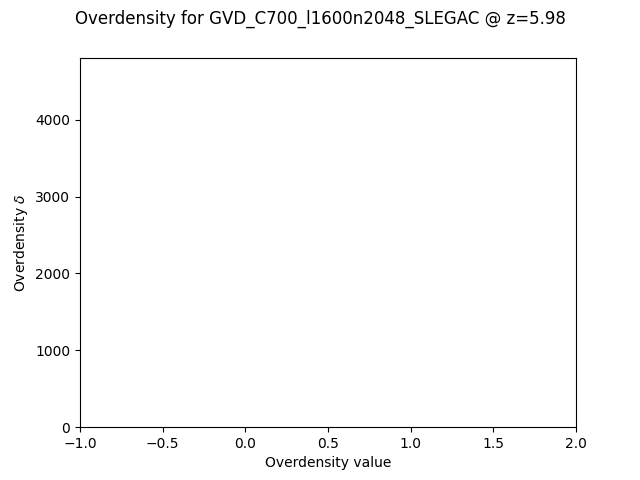 Overdensity for GVD_C700_l1600n2048_SLEGAC @ z=5.98
Overdensity δ
4000
3000
2000
1000
0
−1.0 −0.5 0.0 0.5 1.0 1.5 2.0
Overdensity value